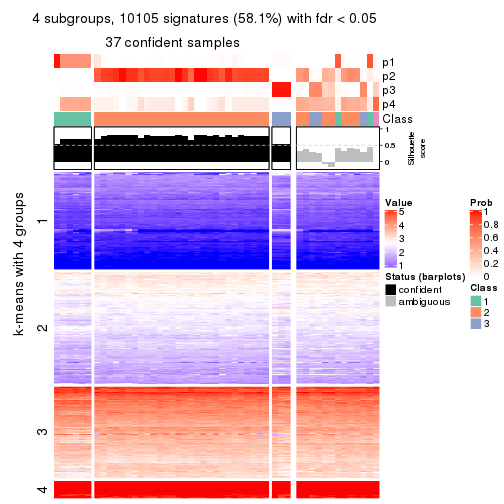 4 subgroups, 10105 signatures (58.1%) with fdr < 0.05
37 confident samples
p1
p2
p3
p4
Class
1
0.5
0
Silhouette
score
k-means with 4 groups
1
2
3
4
Value
5
4
3
2
1
Status (barplots)
confident
ambiguous
Prob
1
0.8
0.6
0.4
0.2
0
Class
1
2
3